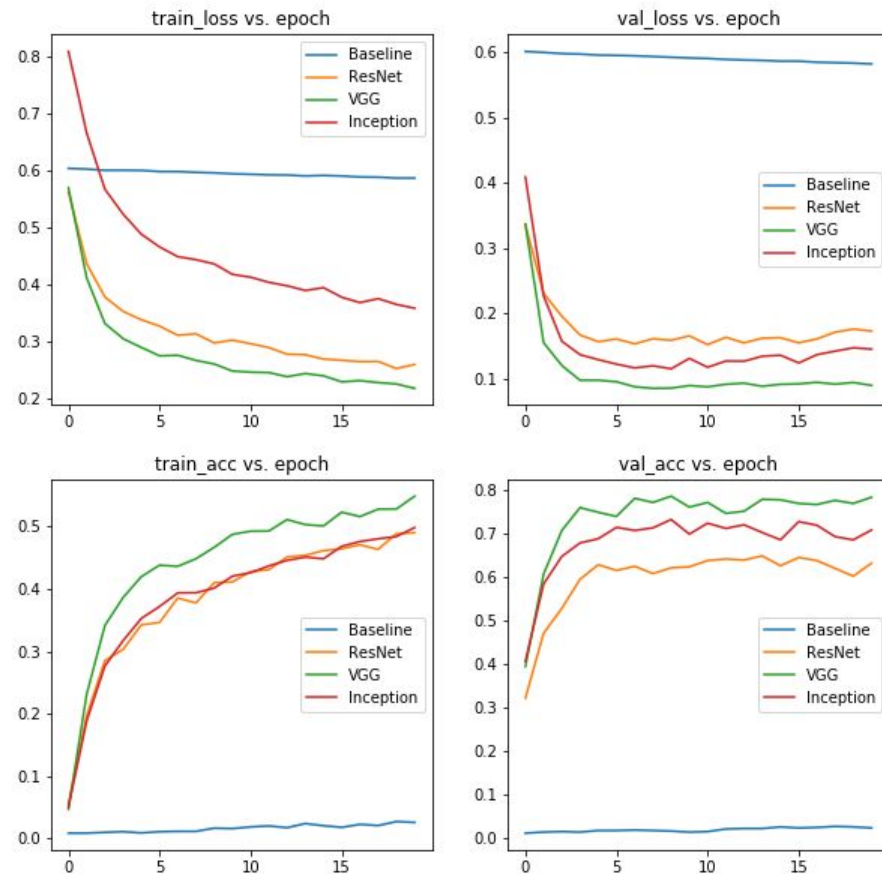 train_loss vs. epoch
0.8
0.7
0.6
0.5
0.4
0.3
0.2
0
5
10
15
Baseline
ResNet
VGG
Inception
val_loss vs. epoch
0.6
0.5
0.4
0.3
0.2
0.1
0
5
10
15
Baseline
ResNet
VGG
Inception
train_acc vs. epoch
0.5
0.4
0.3
0.2
0.1
0.0
0
5
10
15
Baseline
ResNet
VGG
Inception
val_acc vs. epoch
0.8
0.7
0.6
0.5
0.4
0.3
0.2
0.1
0.0
0
5
10
15
Baseline
ResNet
VGG
Inception